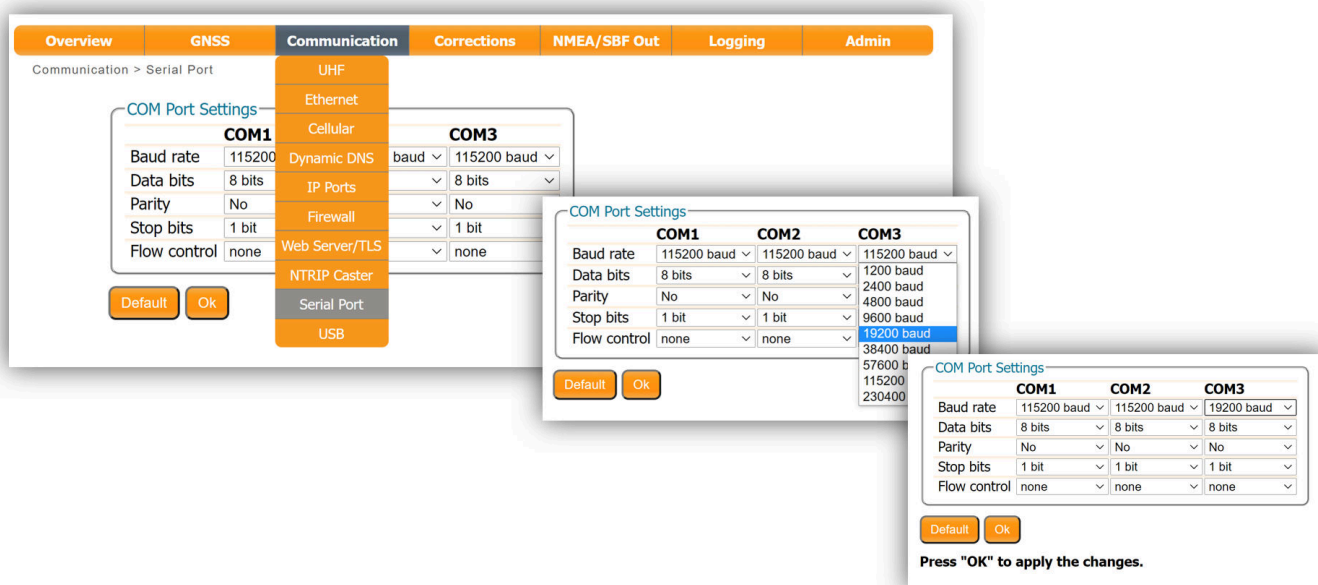 Overview GNSS Communication Corrections NMEA/SBF Out Logging Admin
Communication > Serial Port
UHF
Ethernet
Cellular
Dynamic DNS
IP Ports
Firewall
Web Server/TLS
NTRIP Caster
Serial Port
USB
COM Port Settings
COM1 COM3
Baud rate 115200 baud 115200 baud
Data bits 8 bits 8 bits
Parity No No
Stop bits 1 bit 1 bit
Flow control none none
Default Ok
COM Port Settings
COM1 COM2 COM3
Baud rate 115200 baud 115200 baud 115200 baud
Data bits 8 bits 8 bits
Parity No No
Stop bits 1 bit 1 bit
Flow control none none
1200 baud
2400 baud
4800 baud
9600 baud
19200 baud
38400 baud
57600 b
115200
230400
Default Ok
COM Port Settings
COM1 COM2 COM3
Baud rate 115200 baud 115200 baud 19200 baud
Data bits 8 bits 8 bits 8 bits
Parity No No No
Stop bits 1 bit 1 bit 1 bit
Flow control none none none
Default Ok
Press "OK" to apply the changes.